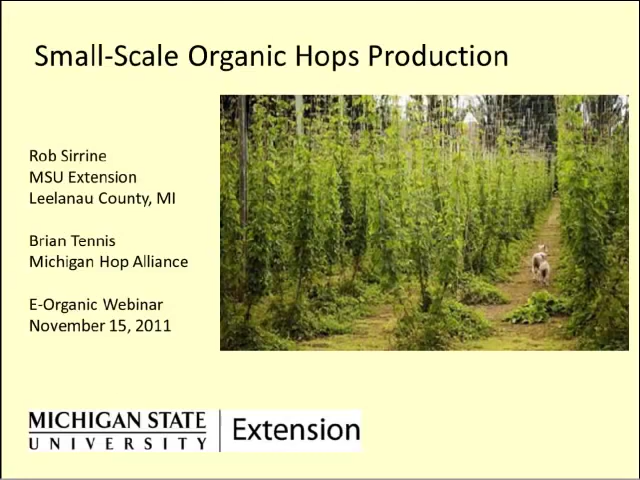 Small-Scale Organic Hops Production
Rob Sirrine
MSU Extension
Leelanau County, MI
Brian Tennis
Michigan Hop Alliance
E-Organic Webinar
November 15, 2011
MICHIGAN STATE
UNIVERSITY
Extension